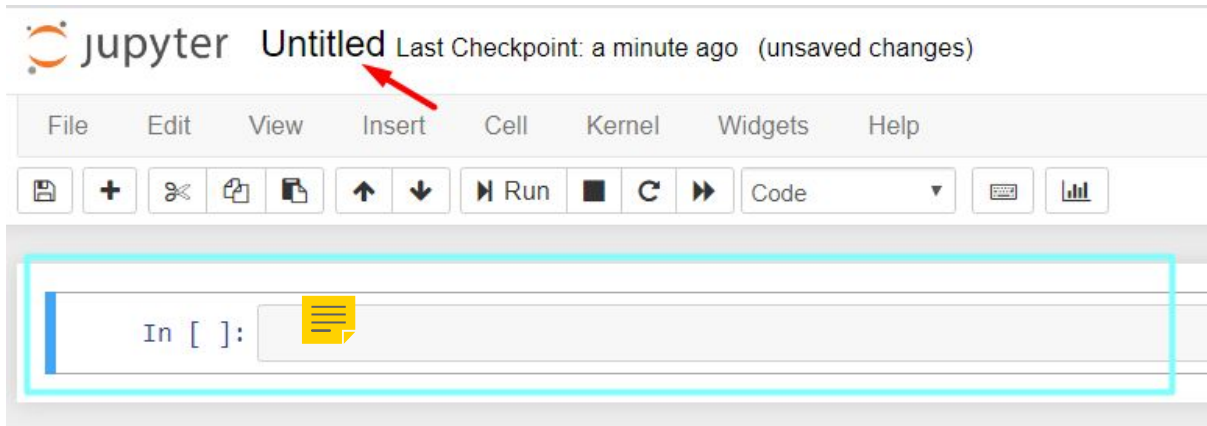 jupyter Untitled Last Checkpoint: a minute ago (unsaved changes)
File Edit View Insert Cell Kernel Widgets Help
Run Code
In [ ]: